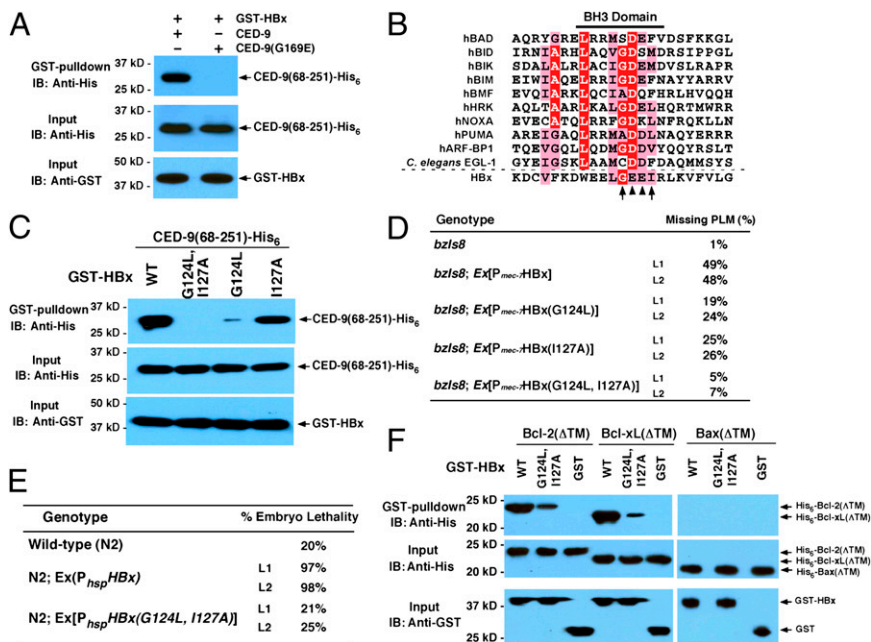 A
+ + GST-HBx
+ – CED-9
– + CED-9(G169E)
GST-pulldown
IB: Anti-His
37 kD -
25 kD -
CED-9(68-251)-His6
Input
IB: Anti-His
37 kD -
25 kD -
CED-9(68-251)-His6
Input
IB: Anti-GST
50 kD -
37 kD -
GST-HBx
B
BH3 Domain
hBAD AQRYGRELRRMSDEFVDSFKKGL
hBID IRNIARHLAQVGDSMDRSIPPGL
hBIK SDALALRLACIGDEMDVSLRAPR
hBIM EIWIAQELRRIGDEFNAYYARRV
hBMF EVQIARKLQCIADQFHRLHVQQH
hHRK AQLTAARLKALGDELHQRTMWRR
hNOXA EVECATQLRRFGDKLNFRQKLLN
hPUMA AREIGAQLRRMADDLNAQYERRR
hARF-BP1 VMTLLQDMGDDVYQQYRSL
C. elegans EGL-1 GYEIGSKLAAMCDDFDAQMMSYS
HBx KDCVFKDWEELGEEIRLKVFVLG
C
CED-9(68-251)-His6
GST-HBx
WT
G124L, I127A
G124L
I127A
GST-pulldown
IB: Anti-His
37 kD -
25 kD -
CED-9(68-251)-His6
Input
IB: Anti-His
37 kD -
25 kD -
CED-9(68-251)-His6
Input
IB: Anti-GST
50 kD -
37 kD -
GST-HBx
D
Genotype Missing PLM (%)
bzIs8 1%
bzIs8; Ex[Pmec-7HBx] L1 49%
L2 48%
bzIs8; Ex[Pmec-7HBx(G124L)] L1 19%
L2 24%
bzIs8; Ex[Pmec-7HBx(I127A)] L1 25%
L2 26%
bzIs8; Ex[Pmec-7HBx(G124L, I127A)] L1 5%
L2 7%
E
Genotype % Embryo Lethality
Wild-type (N2) 20%
N2; Ex(PhspHBx) L1 97%
L2 98%
N2; Ex[PhspHBx(G124L, I127A)] L1 21%
L2 25%
F
Bcl-2(ΔTM) Bcl-xL(ΔTM) Bax(ΔTM)
GST-HBx
WT
G124L, I127A
GST
WT
G124L, I127A
GST
WT
G124L, I127A
GST
GST-pulldown
IB: Anti-His
25 kD -
20 kD -
His6-Bcl-2(ΔTM)
His6-Bcl-xL(ΔTM)
Input
IB: Anti-His
25 kD -
20 kD -
His6-Bcl-2(ΔTM)
His6-Bcl-xL(ΔTM)
His6-Bax(ΔTM)
Input
IB: Anti-GST
37 kD -
25 kD -
GST-HBx
GST